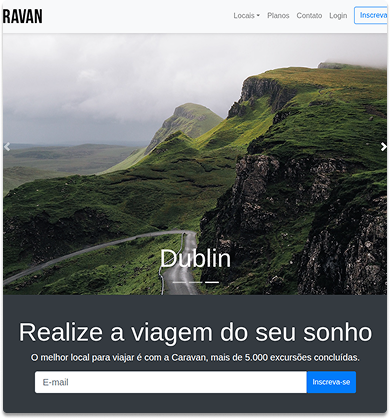 RAVAN
Locais Planos Contato Login Inscreva
Dublin
Realize a viagem do seu sonho
O melhor local para viajar é com a Caravan, mais de 5.000 excursões concluídas.
E-mail Inscreva-se